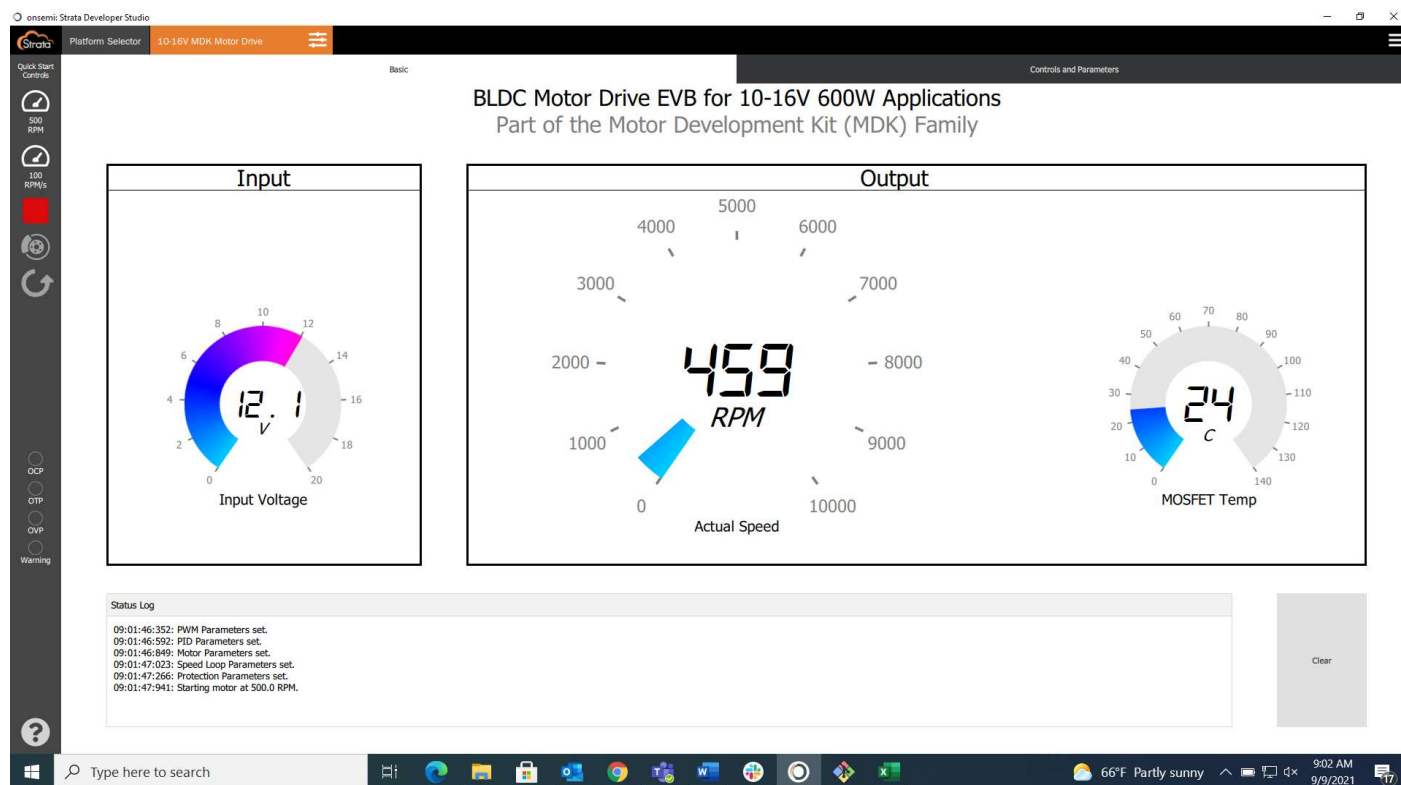 onsemi: Strata Developer Studio
Strata
Platform Selector
10-16V MDK Motor Drive
Quick Start
Controls
Basic
Controls and Parameters
500
RPM
100
RPM/s
OCP
OTP
OVP
Warning
BLDC Motor Drive EVB for 10-16V 600W Applications
Part of the Motor Development Kit (MDK) Family
Input
0
2
4
6
8
10
12
14
16
18
20
12.1
V
Input Voltage
Output
0
1000
2000
3000
4000
5000
6000
7000
8000
9000
10000
459
RPM
Actual Speed
0
10
20
30
40
50
60
70
80
90
100
110
120
130
140
24
C
MOSFET Temp
Status Log
09:01:46:352: PWM Parameters set.
09:01:46:592: PID Parameters set.
09:01:46:849: Motor Parameters set.
09:01:47:023: Speed Loop Parameters set.
09:01:47:266: Protection Parameters set.
09:01:47:941: Starting motor at 500.0 RPM.
Clear
?
Type here to search
66°F Partly sunny
9:02 AM
9/9/2021
17